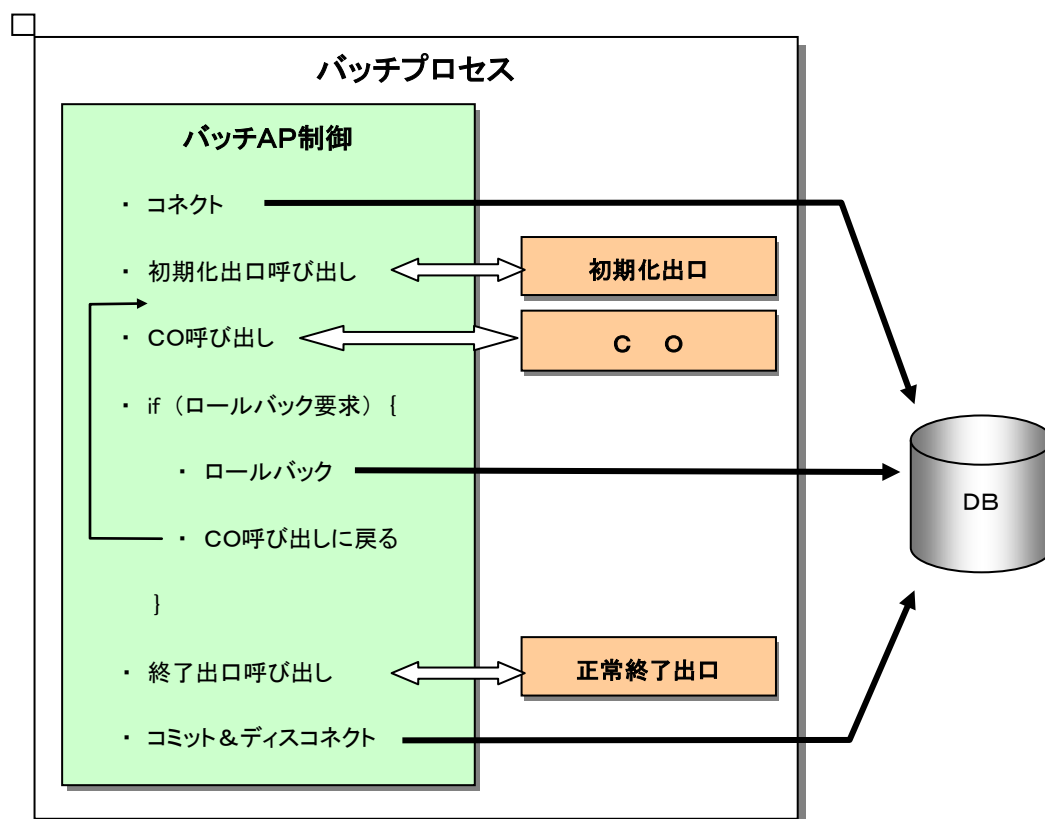 バッチプロセス
バッチAP制御
・ コネクト
・ 初期化出口呼び出し
初期化出口
・ CO呼び出し
C O
・ if（ロールバック要求）{
・ ロールバック
DB
・ CO呼び出しに戻る
}
・ 終了出口呼び出し
正常終了出口
・ コミット＆ディスコネクト